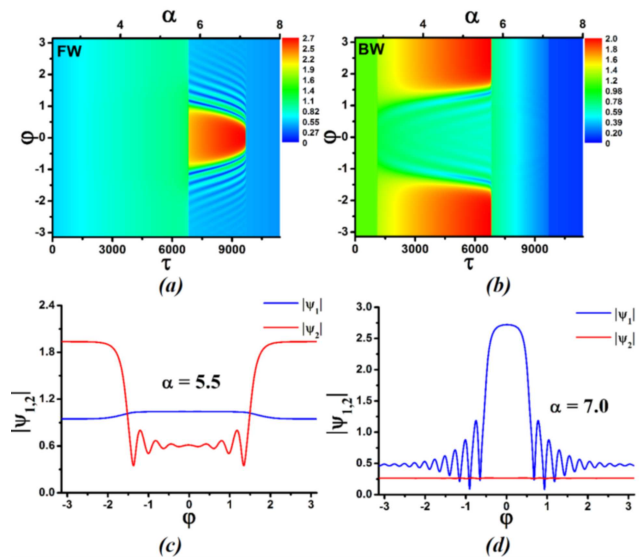 α
4 6 8
4 6 8
FW
BW
3
2
1
0
-1
-2
-3
φ
2.7
2.5
2.2
1.9
1.6
1.4
1.1
0.82
0.55
0.27
0
3
2
1
0
-1
-2
-3
φ
2.0
1.8
1.6
1.4
1.2
0.98
0.78
0.59
0.39
0.20
0
0 3000 6000 9000
0 3000 6000 9000
τ
τ
(a)
(b)
|ψ₁|
|ψ₂|
|ψ₁|
|ψ₂|
α = 5.5
α = 7.0
|ψ₁,₂|
2.4
1.8
1.2
0.6
0.0
|ψ₁,₂|
3.0
2.5
2.0
1.5
1.0
0.5
0.0
-3 -2 -1 0 1 2 3
-3 -2 -1 0 1 2 3
φ
φ
(c)
(d)